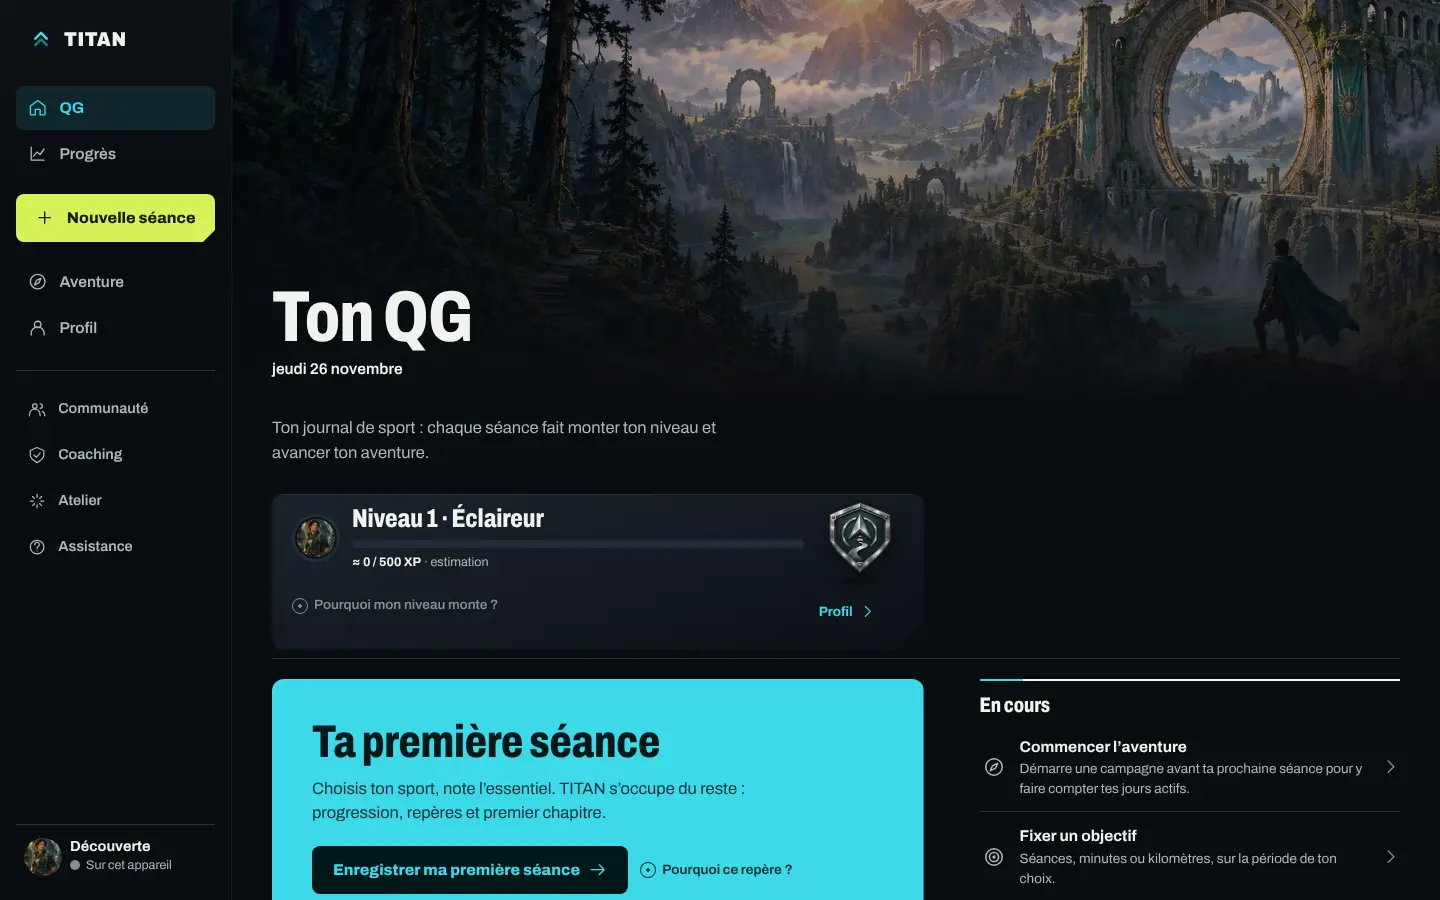 TITAN
QG
Progrès
Nouvelle séance
Aventure
Profil
Communauté
Coaching
Atelier
Assistance
Découverte
Sur cet appareil
Ton QG
jeudi 26 novembre
Ton journal de sport : chaque séance fait monter ton niveau et
avancer ton aventure.
Niveau 1 · Éclaireur
≈ 0 / 500 XP · estimation
Pourquoi mon niveau monte ?
Profil
Ta première séance
Choisis ton sport, note l’essentiel. TITAN s’occupe du reste :
progression, repères et premier chapitre.
Enregistrer ma première séance
Pourquoi ce repère ?
En cours
Commencer l’aventure
Démarre une campagne avant ta prochaine séance pour y
faire compter tes jours actifs.
Fixer un objectif
Séances, minutes ou kilomètres, sur la période de ton
choix.